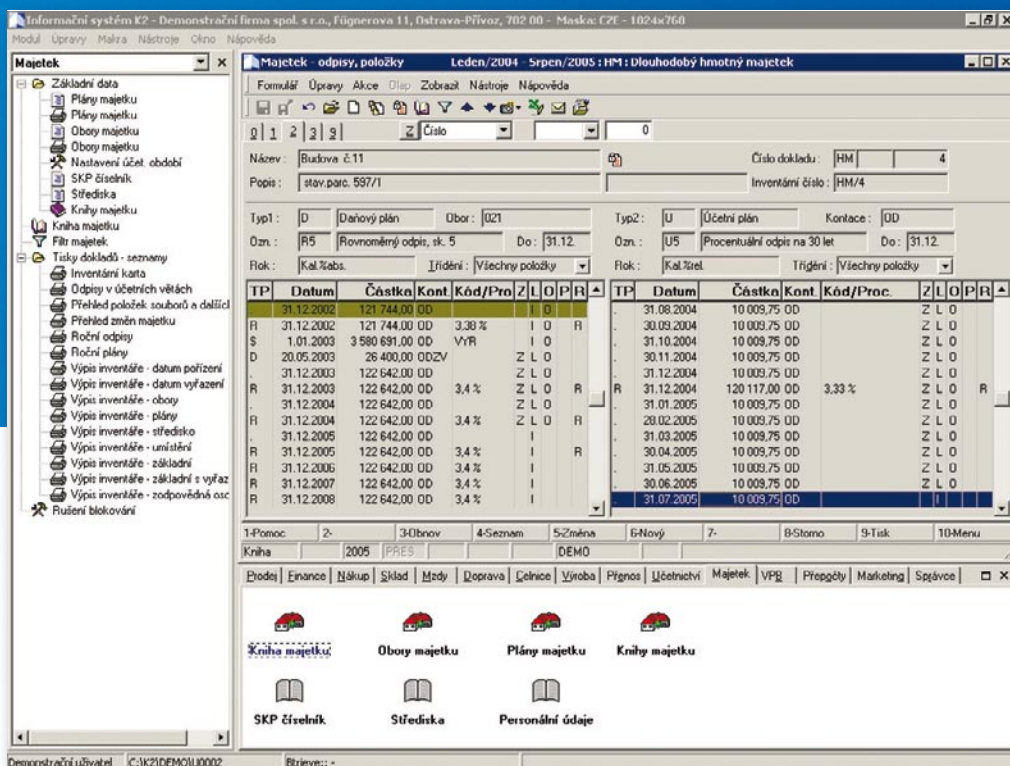 Informační systém K2 - Demonstrační firma spol. s r.o., Fügnerova 11, Ostrava-Přívoz, 702 00 - Maska: CZE - 1024x768
Modul Úpravy Makra Nástroje Okno Nápověda
Majetek
Základní data
Plány majetku
Plány majetku
Obory majetku
Obory majetku
Nastavení účet. období
SKP číselník
Střediska
Knihy majetku
Kniha majetku
Filtr majetek
Tisky dokladů - seznamy
Inventární karta
Odpisy v účetních větách
Přehled položek souborů a dalšícl
Přehled změn majetku
Roční odpisy
Roční plány
Výpis inventáře - datum pořízení
Výpis inventáře - datum vyřazení
Výpis inventáře - obory
Výpis inventáře - plány
Výpis inventáře - středisko
Výpis inventáře - umístění
Výpis inventáře - základní
Výpis inventáře - základní s vyřaz
Výpis inventáře - zodpovědná osc
Rušení blokování
Majetek - odpisy, položky Leden/2004 - Srpen/2005 : HM : Dlouhodobý hmotný majetek
Formulář Úpravy Akce Olap Zobrazit Nástroje Nápověda
0 1 2 3 9 Z Číslo 0
Název : Budova č.11 Číslo dokladu : HM 4
Popis : stav.parc. 597/1 Inventární číslo : HM/4
Typ1 : D Daňový plán Obor : 021 Typ2 : U Účetní plán Kontace : OD
Ozn. : R5 Rovnoměrný odpis, sk. 5 Do : 31.12. Ozn. : U5 Procentuální odpis na 30 let Do : 31.12.
Rok : Kal.%abs. Třídění : Všechny položky Rok : Kal.%rel. Třídění : Všechny položky
TP Datum Částka Kont. Kód/Pro Z L O P R
. 31.12.2002 121 744,00 OD I O
R 31.12.2002 121 744,00 OD 3,38 % I O R
S 1.01.2003 3 580 691,00 OD VYR I O
D 20.05.2003 26 400,00 ODZV Z L O
. 31.12.2003 122 642,00 OD Z L O
R 31.12.2003 122 642,00 OD 3,4 % Z L O R
. 31.12.2004 122 642,00 OD Z L O
R 31.12.2004 122 642,00 OD 3,4 % Z L O R
. 31.12.2005 122 642,00 OD I
R 31.12.2005 122 642,00 OD 3,4 % I R
R 31.12.2006 122 642,00 OD 3,4 % I
R 31.12.2007 122 642,00 OD 3,4 % I
R 31.12.2008 122 642,00 OD 3,4 % I
TP Datum Částka Kont. Kód/Proc. Z L O P R
. 31.08.2004 10 009,75 OD Z L O
. 30.09.2004 10 009,75 OD Z L O
. 31.10.2004 10 009,75 OD Z L O
. 30.11.2004 10 009,75 OD Z L O
. 31.12.2004 10 009,75 OD Z L O
R 31.12.2004 120 117,00 OD 3,33 % Z L O R
. 31.01.2005 10 009,75 OD Z L O
. 28.02.2005 10 009,75 OD Z L O
. 31.03.2005 10 009,75 OD Z L O
. 30.04.2005 10 009,75 OD Z L O
. 31.05.2005 10 009,75 OD Z L O
. 30.06.2005 10 009,75 OD Z L O
. 31.07.2005 10 009,75 OD I
1-Pomoc 2- 3-Obnov 4-Seznam 5-Změna 6-Nový 7- 8-Storno 9-Tisk 10-Menu
Kniha 2005 PŘES DEMO
Prodej Finance Nákup Sklad Mzdy Doprava Celnice Výroba Přenos Účetnictví Majetek VPB Přepočty Marketing Správce
Kniha majetku Obory majetku Plány majetku Knihy majetku
SKP číselník Střediska Personální údaje
Demonstrační uživatel C:\K2\DEMO\U0002 Btrieve:: -